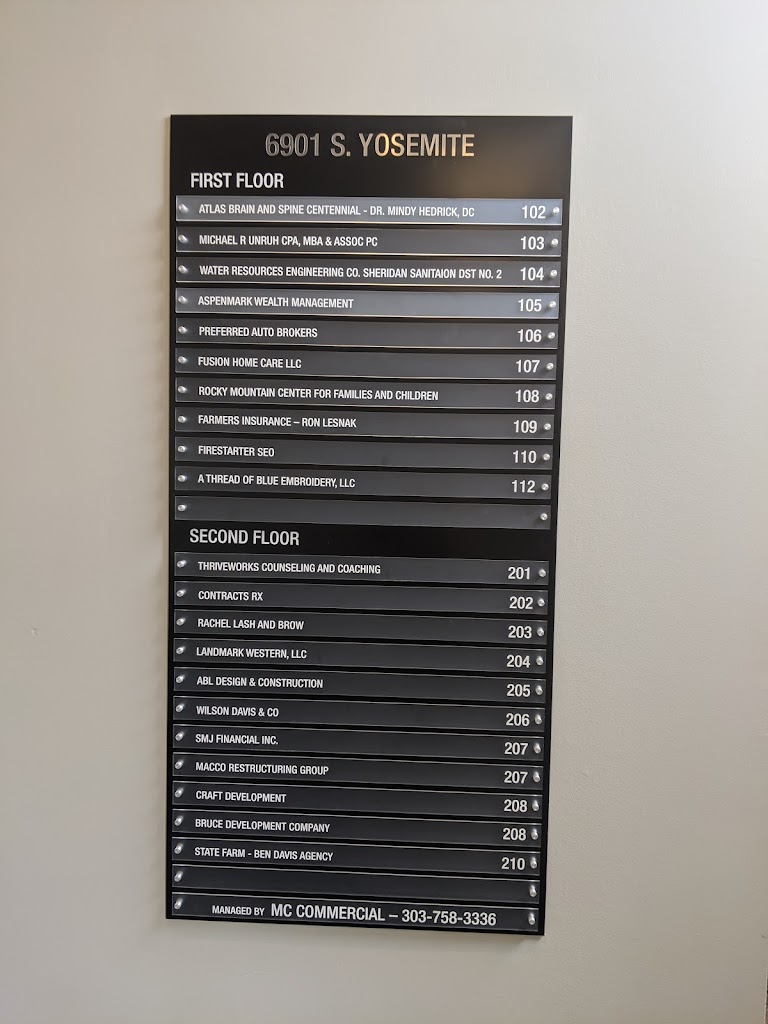 6901 S. YOSEMITE
FIRST FLOOR
ATLAS BRAIN AND SPINE CENTENNIAL - DR. MINDY HEDRICK, DC 102
MICHAEL R UNRUH CPA, MBA & ASSOC PC 103
WATER RESOURCES ENGINEERING CO. SHERIDAN SANITAION DST NO. 2 104
ASPENMARK WEALTH MANAGEMENT 105
PREFERRED AUTO BROKERS 106
FUSION HOME CARE LLC 107
ROCKY MOUNTAIN CENTER FOR FAMILIES AND CHILDREN 108
FARMERS INSURANCE – RON LESNAK 109
FIRESTARTER SEO 110
A THREAD OF BLUE EMBROIDERY, LLC 112
SECOND FLOOR
THRIVEWORKS COUNSELING AND COACHING 201
CONTRACTS RX 202
RACHEL LASH AND BROW 203
LANDMARK WESTERN, LLC 204
ABL DESIGN & CONSTRUCTION 205
WILSON DAVIS & CO 206
SMJ FINANCIAL INC. 207
MACCO RESTRUCTURING GROUP 207
CRAFT DEVELOPMENT 208
BRUCE DEVELOPMENT COMPANY 208
STATE FARM - BEN DAVIS AGENCY 210
MANAGED BY MC COMMERCIAL – 303-758-3336